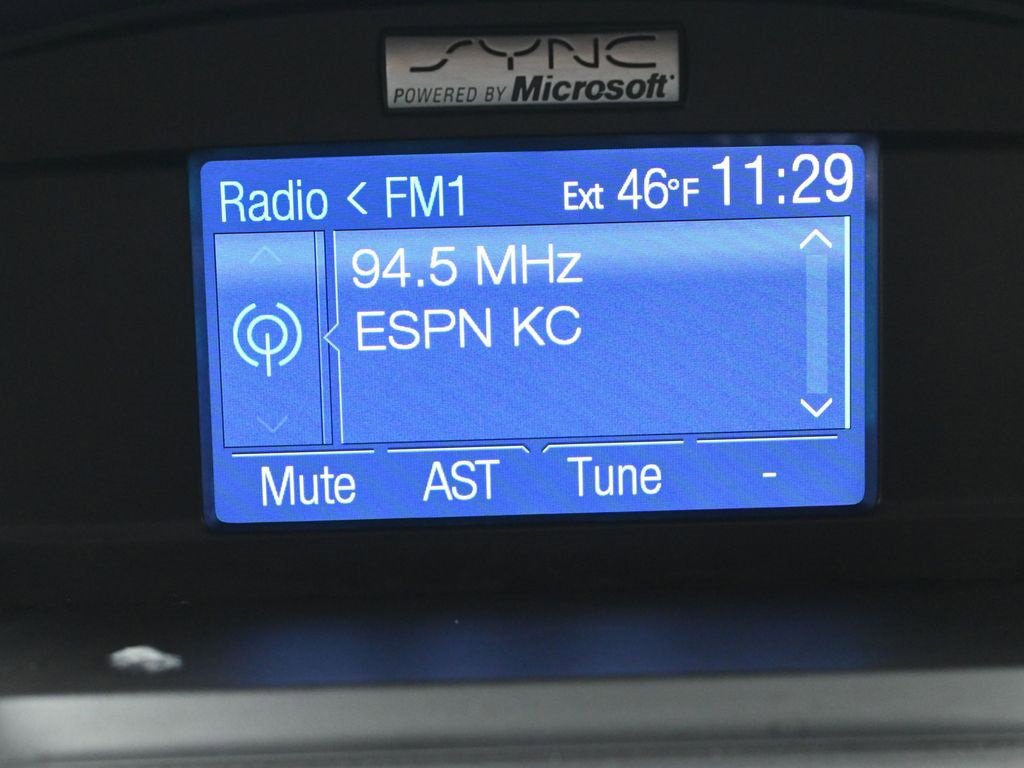 SYNC
POWERED BY Microsoft
Radio < FM1 Ext 46°F 11:29
94.5 MHz
ESPN KC
Mute AST Tune -